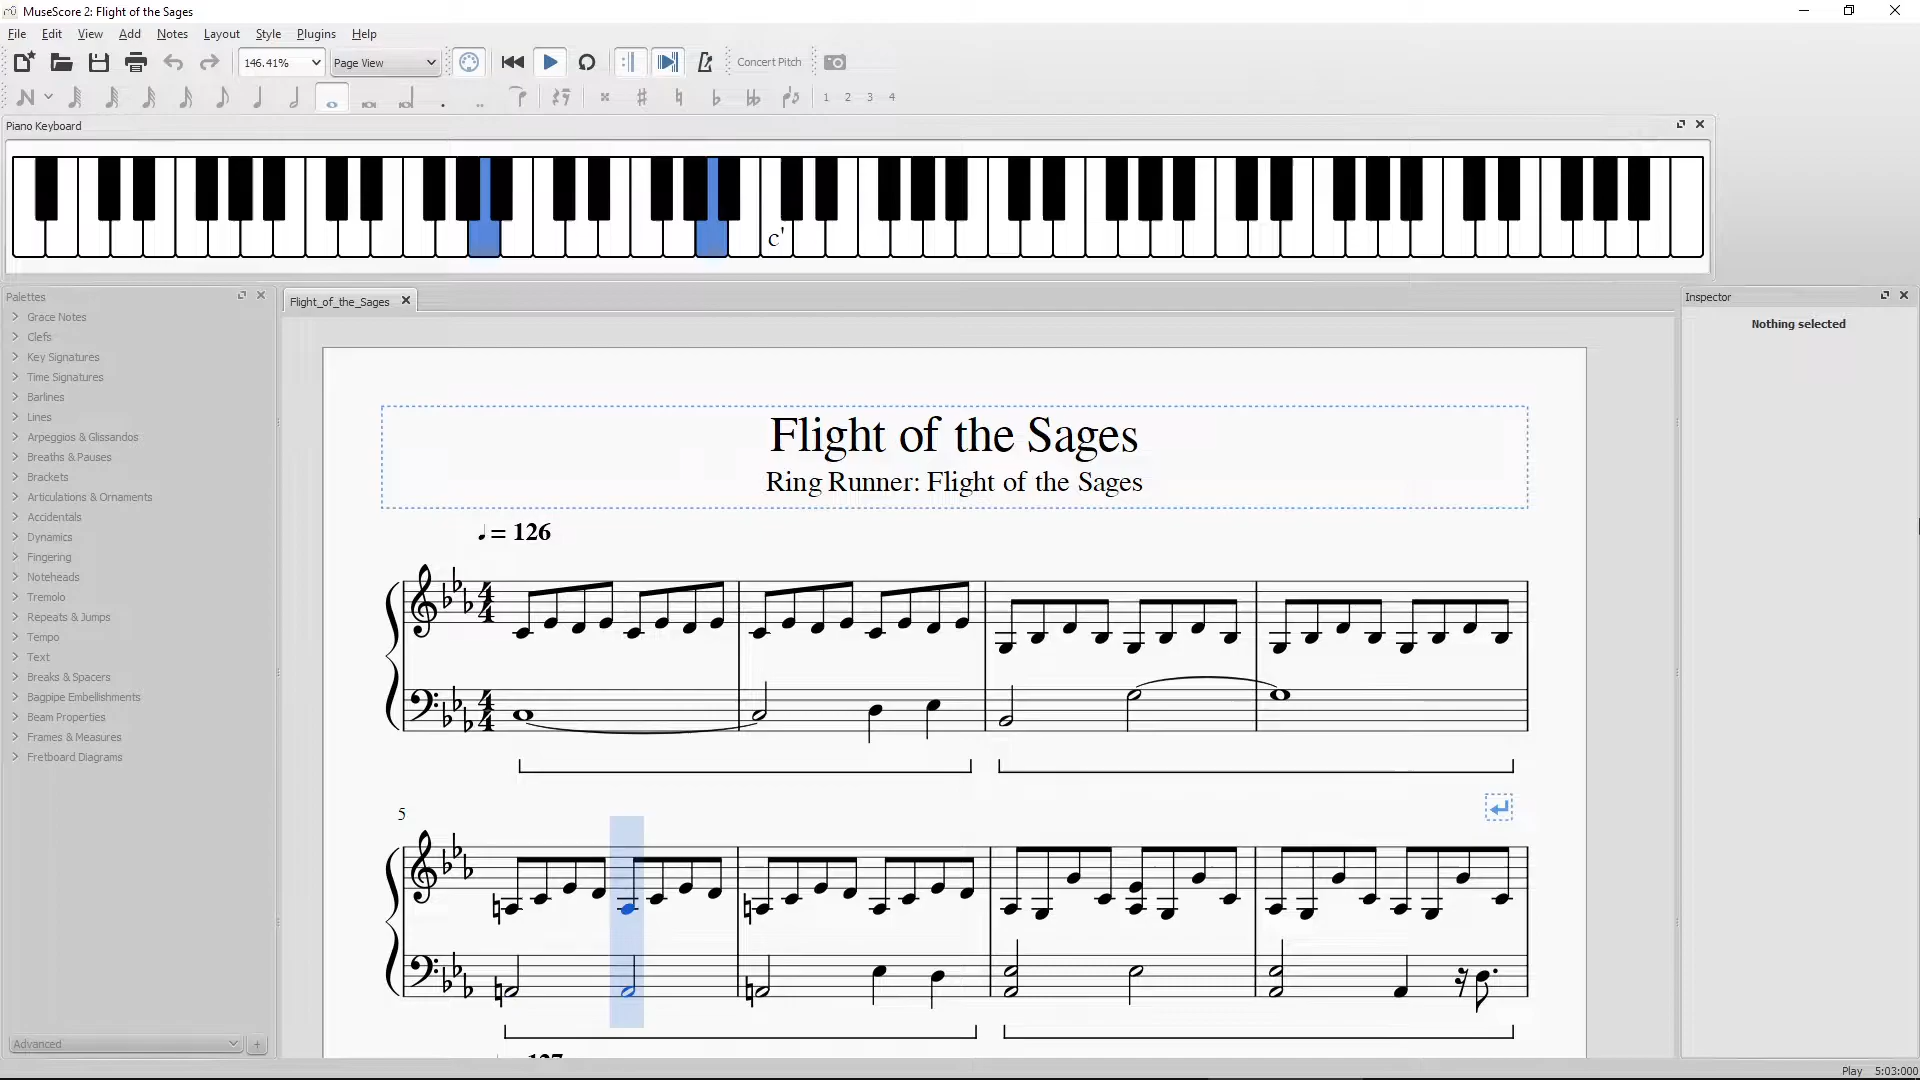 MuseScore 2: Flight of the Sages
File Edit View Add Notes Layout Style Plugins Help
146.41% Page View Concert Pitch
1 2 3 4
Piano Keyboard
c'
Palettes
Grace Notes
Clefs
Key Signatures
Time Signatures
Barlines
Lines
Arpeggios & Glissandos
Breaths & Pauses
Brackets
Articulations & Ornaments
Accidentals
Dynamics
Fingering
Noteheads
Tremolo
Repeats & Jumps
Tempo
Text
Breaks & Spacers
Bagpipe Embellishments
Beam Properties
Frames & Measures
Fretboard Diagrams
Advanced +
Flight_of_the_Sages
Flight of the Sages
Ring Runner: Flight of the Sages
= 126
4
4
4
4
5
Inspector
Nothing selected
Play 5:03:000